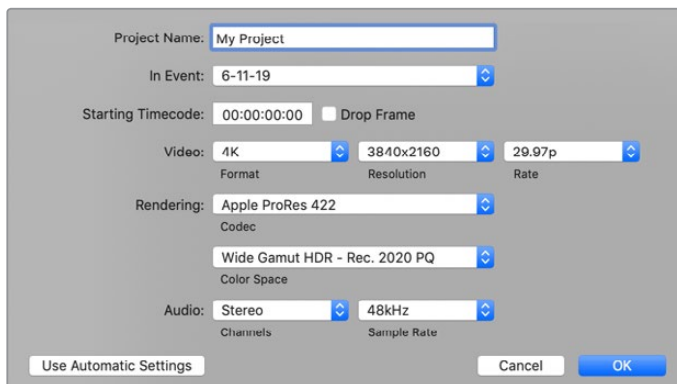 Project Name: My Project
In Event: 6-11-19
Starting Timecode: 00:00:00:00 Drop Frame
Video: 4K 3840x2160 29.97p
Format Resolution Rate
Rendering: Apple ProRes 422
Codec
Wide Gamut HDR - Rec. 2020 PQ
Color Space
Audio: Stereo 48kHz
Channels Sample Rate
Use Automatic Settings Cancel OK